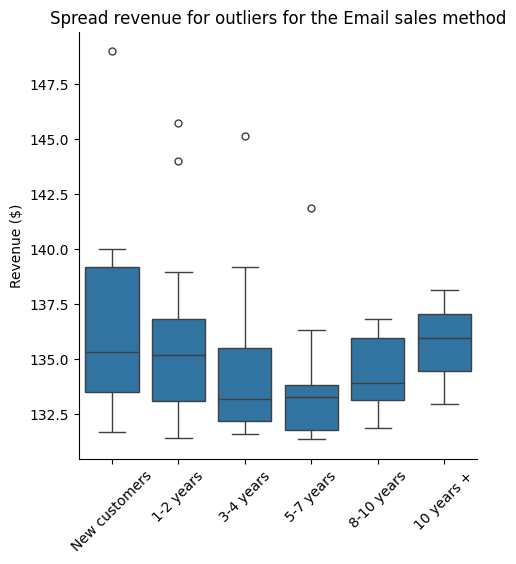 Spread revenue for outliers for the Email sales method
147.5
145.0
142.5
140.0
137.5
135.0
132.5
Revenue ($)
New customers
1-2 years
3-4 years
5-7 years
8-10 years
10 years +